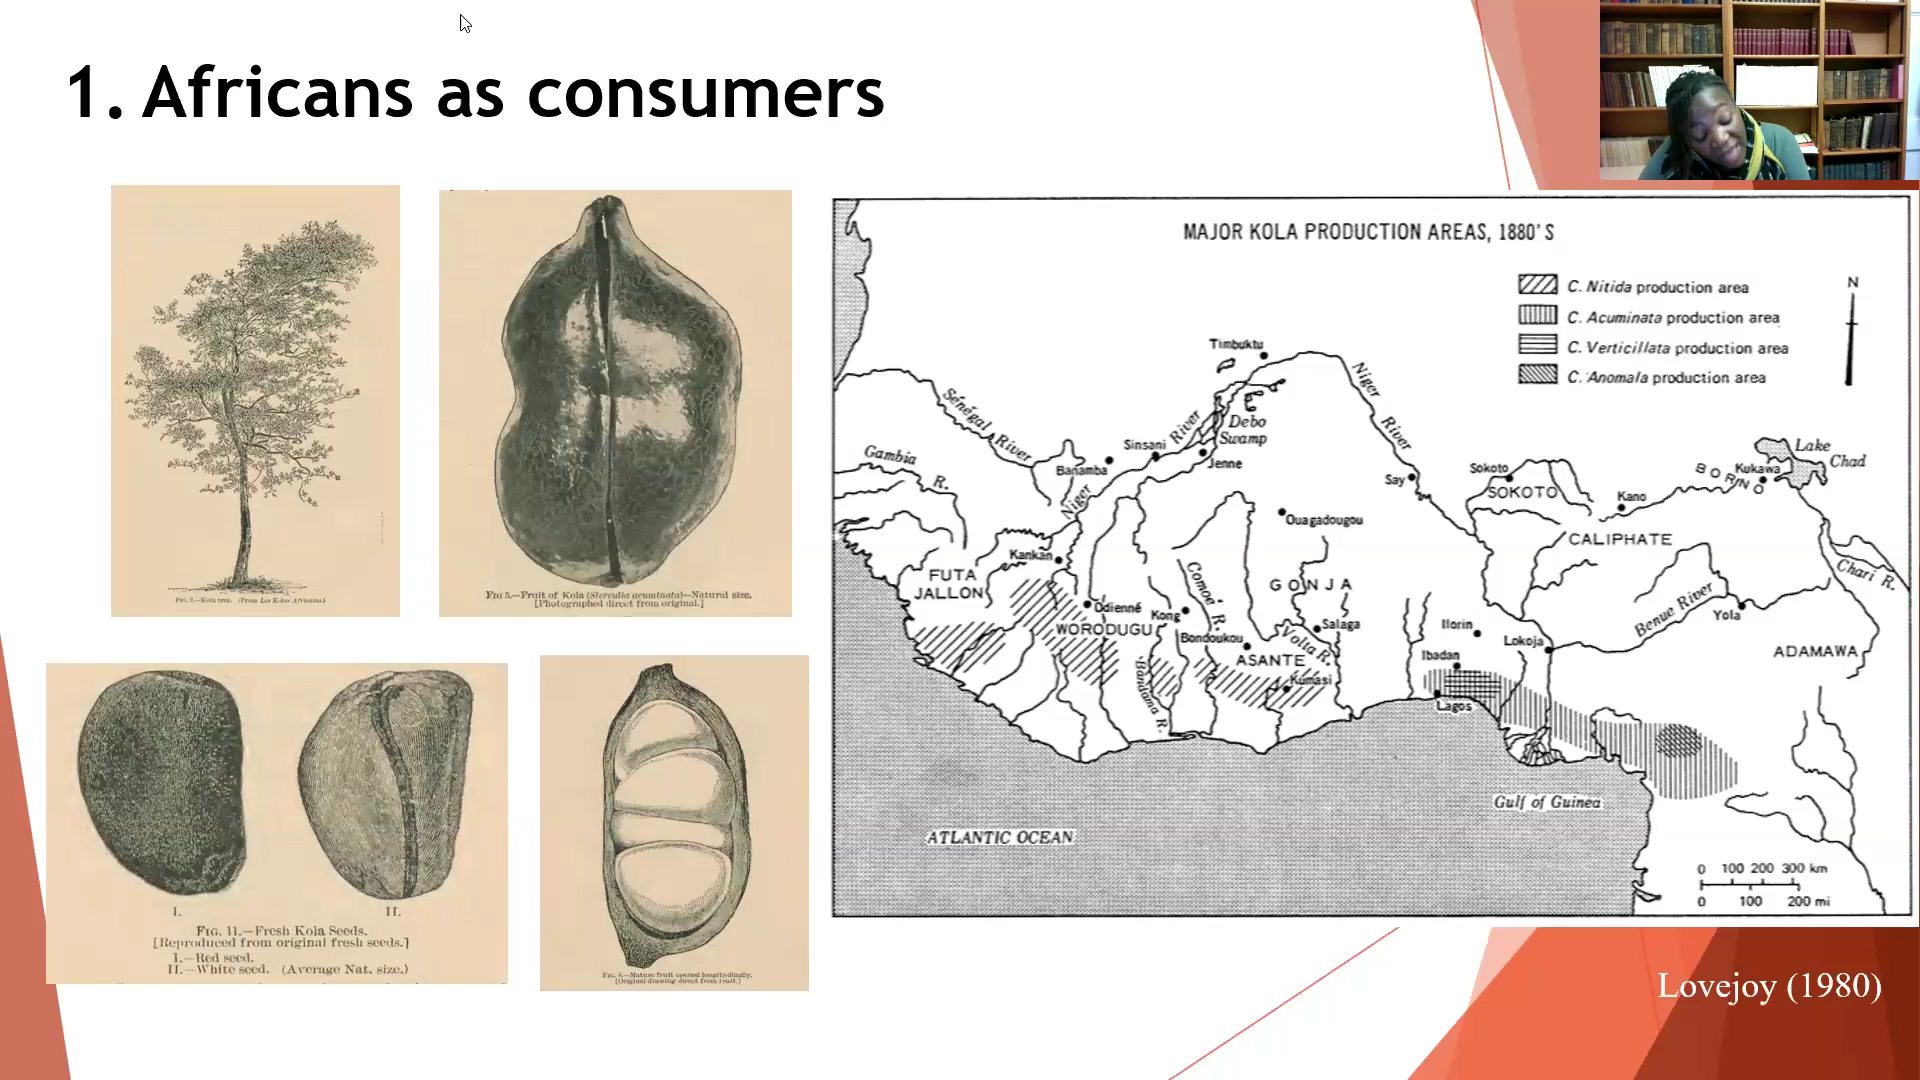 1. Africans as consumers
FIG. 2.—Kola tree. (From Les Kolas Africains.)
FIG 5.—Fruit of Kola (Sterculia acuminata)—Natural size.
[Photographed direct from original.]
I. II.
FIG. 11.—Fresh Kola Seeds.
[Reproduced from original fresh seeds.]
I.—Red seed.
II.—White seed. (Average Nat. size.)
FIG. 6.—Mature fruit opened longitudinally.
[Original drawing direct from fruit.]
MAJOR KOLA PRODUCTION AREAS, 1880'S
C. Nitida production area
C. Acuminata production area
C. Verticillata production area
C. Anomala production area
N
Timbuktu
Niger River
Sénégal River
Debo
Swamp
Gambia R.
Sinsani
River
Banamba
Jenne
Niger
Say
Sokoto
SOKOTO
Kano
BORNO
Kukawa
Lake
Chad
Ouagadougou
CALIPHATE
Chari R.
Kankan
FUTA
JALLON
Comoé R.
GONJA
Benue River
Yola
Odienné
Kong
WORODUGU
Bondoukou
Volta R.
Salaga
Ilorin
Lokoja
Ibadan
ADAMAWA
ASANTE
Kumasi
Bandama R.
Lagos
Gulf of Guinea
ATLANTIC OCEAN
0 100 200 300 km
0 100 200 mi
Lovejoy (1980)